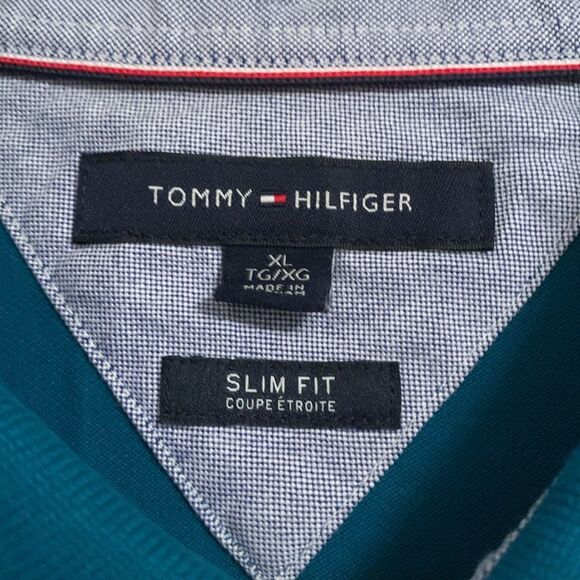 TOMMY HILFIGER
XL
TG/XG
MADE IN
SLIM FIT
COUPE ÉTROITE